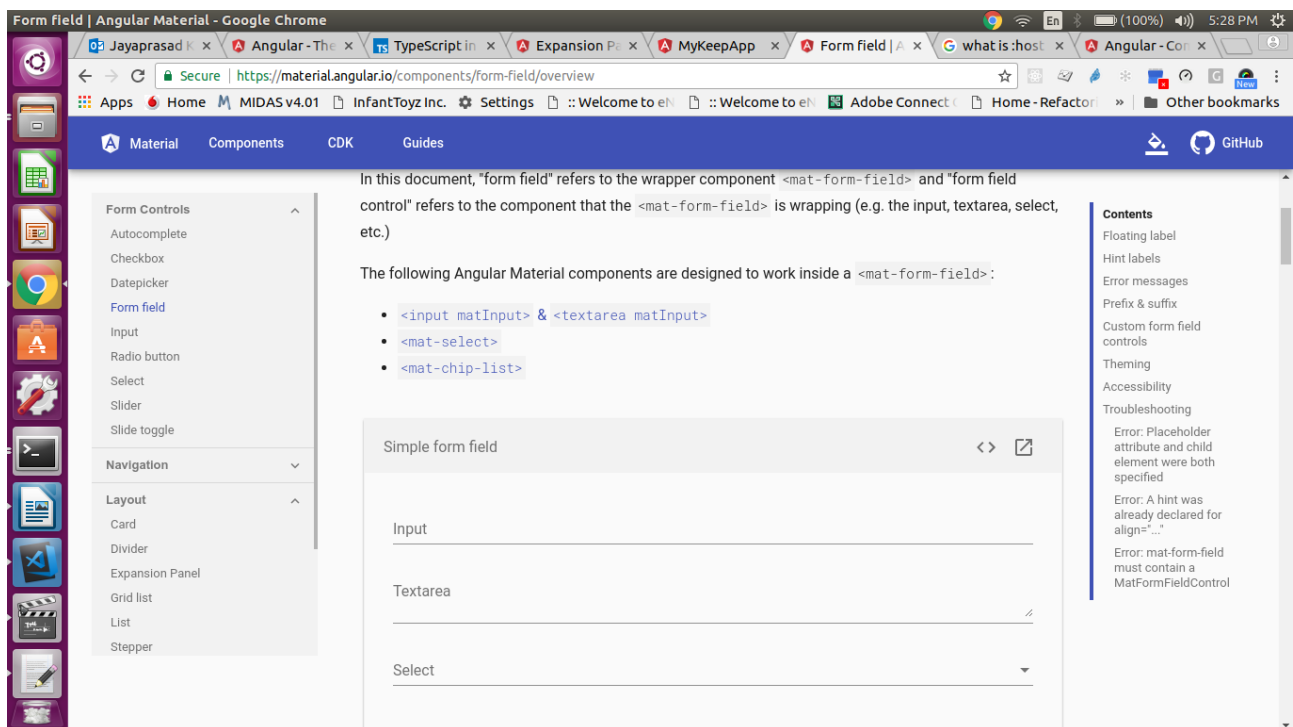 Form field | Angular Material - Google Chrome
En
(100%)
5:28 PM
Jayaprasad K
Angular - The
TypeScript in
Expansion Pa
MyKeepApp
Form field | A
what is :host
Angular - Con
Secure
https://material.angular.io/components/form-field/overview
New
Apps
Home
MIDAS v4.01
InfantToyz Inc.
Settings
:: Welcome to eN
:: Welcome to eN
Adobe Connect
Home - Refactor
»
Other bookmarks
Material
Components
CDK
Guides
GitHub
Form Controls
Autocomplete
Checkbox
Datepicker
Form field
Input
Radio button
Select
Slider
Slide toggle
Navigation
Layout
Card
Divider
Expansion Panel
Grid list
List
Stepper
In this document, "form field" refers to the wrapper component <mat-form-field> and "form field
control" refers to the component that the <mat-form-field> is wrapping (e.g. the input, textarea, select,
etc.)
The following Angular Material components are designed to work inside a <mat-form-field>:
• <input matInput> & <textarea matInput>
• <mat-select>
• <mat-chip-list>
Simple form field
<>
Input
Textarea
Select
Contents
Floating label
Hint labels
Error messages
Prefix & suffix
Custom form field
controls
Theming
Accessibility
Troubleshooting
Error: Placeholder
attribute and child
element were both
specified
Error: A hint was
already declared for
align="..."
Error: mat-form-field
must contain a
MatFormFieldControl